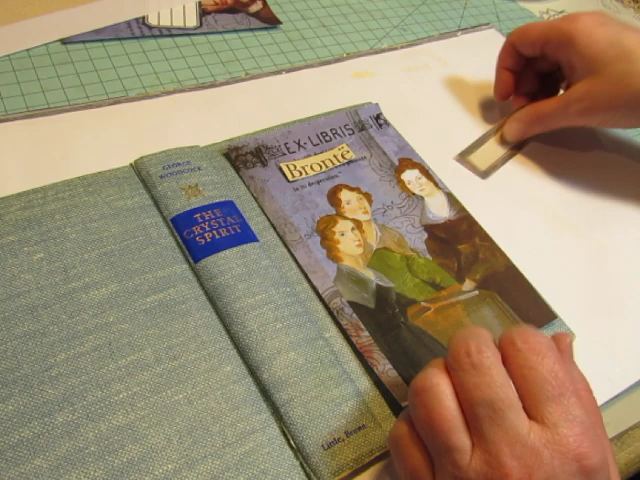 GEORGE
WOODCOCK
THE
CRYSTAL
SPIRIT
Little, Brown
EX-LIBRIS
Brontë